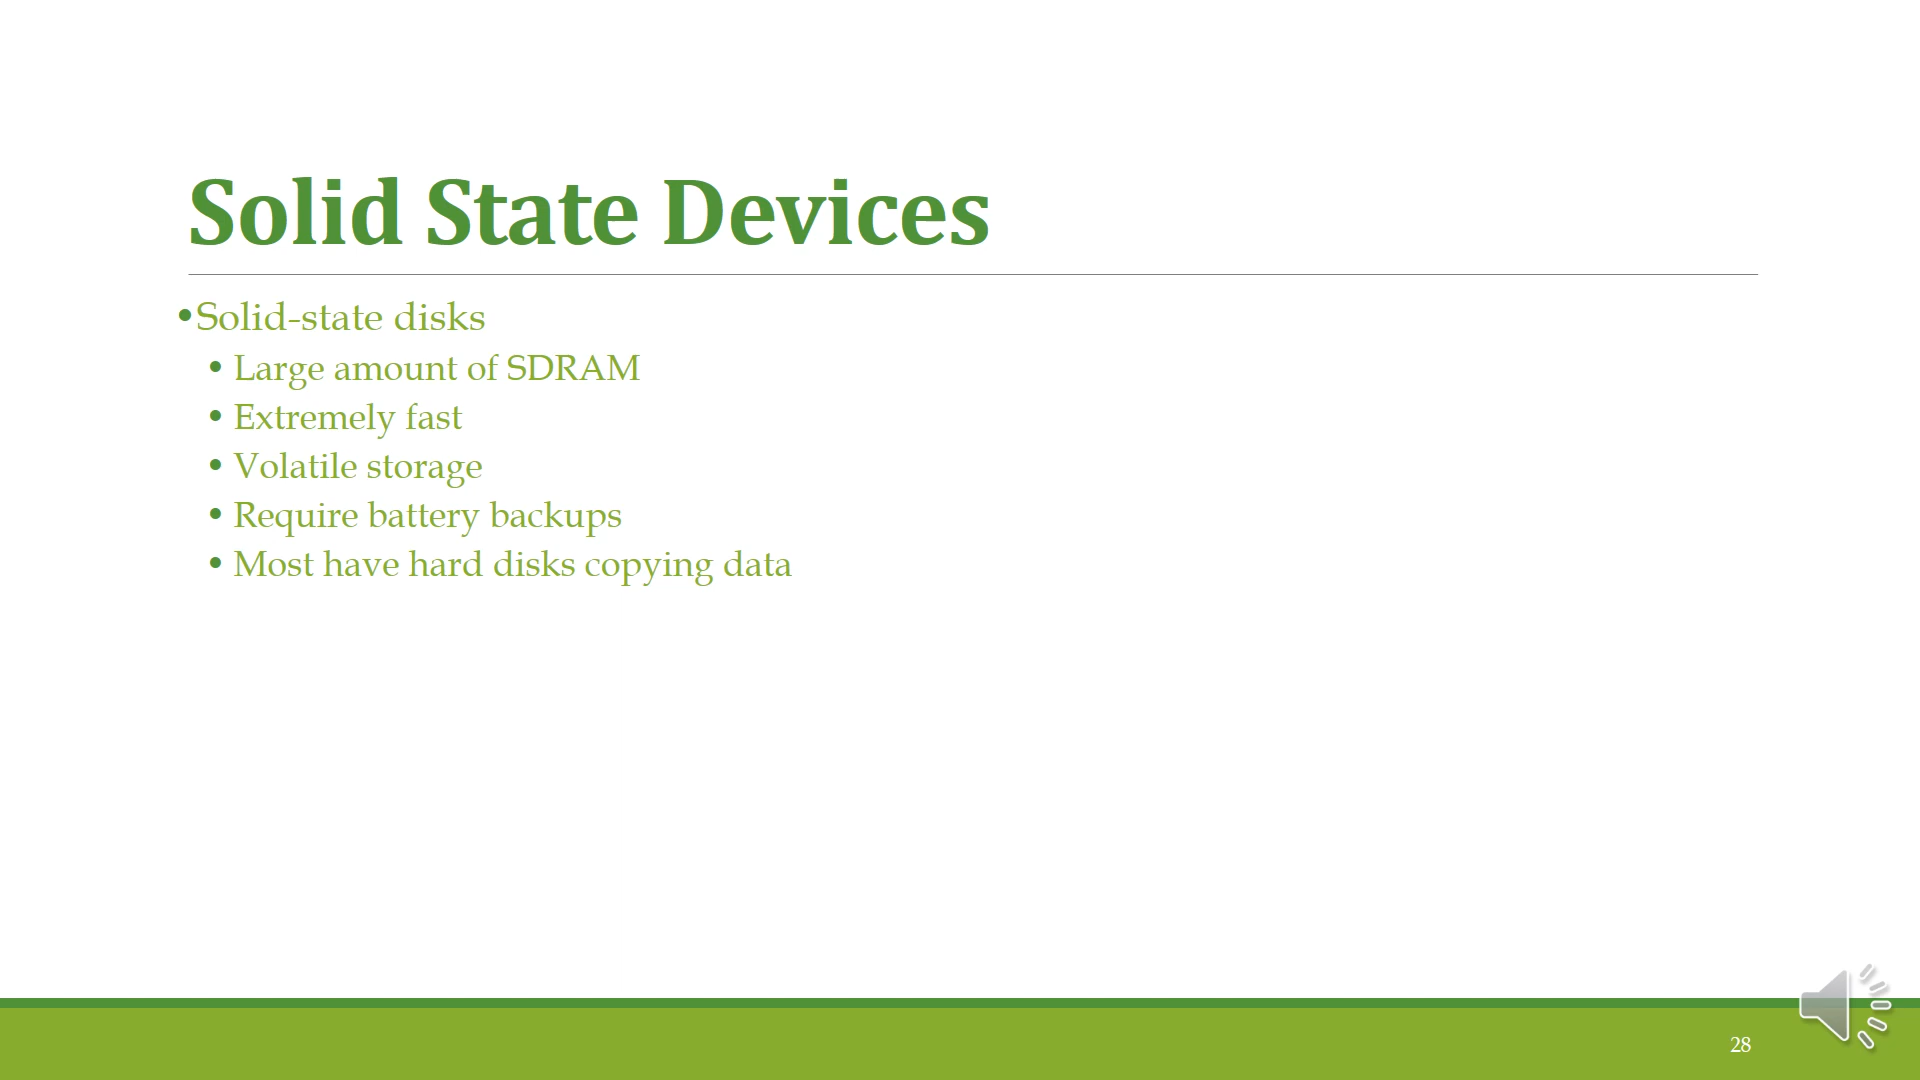 Solid State Devices
•Solid-state disks
• Large amount of SDRAM
• Extremely fast
• Volatile storage
• Require battery backups
• Most have hard disks copying data
28